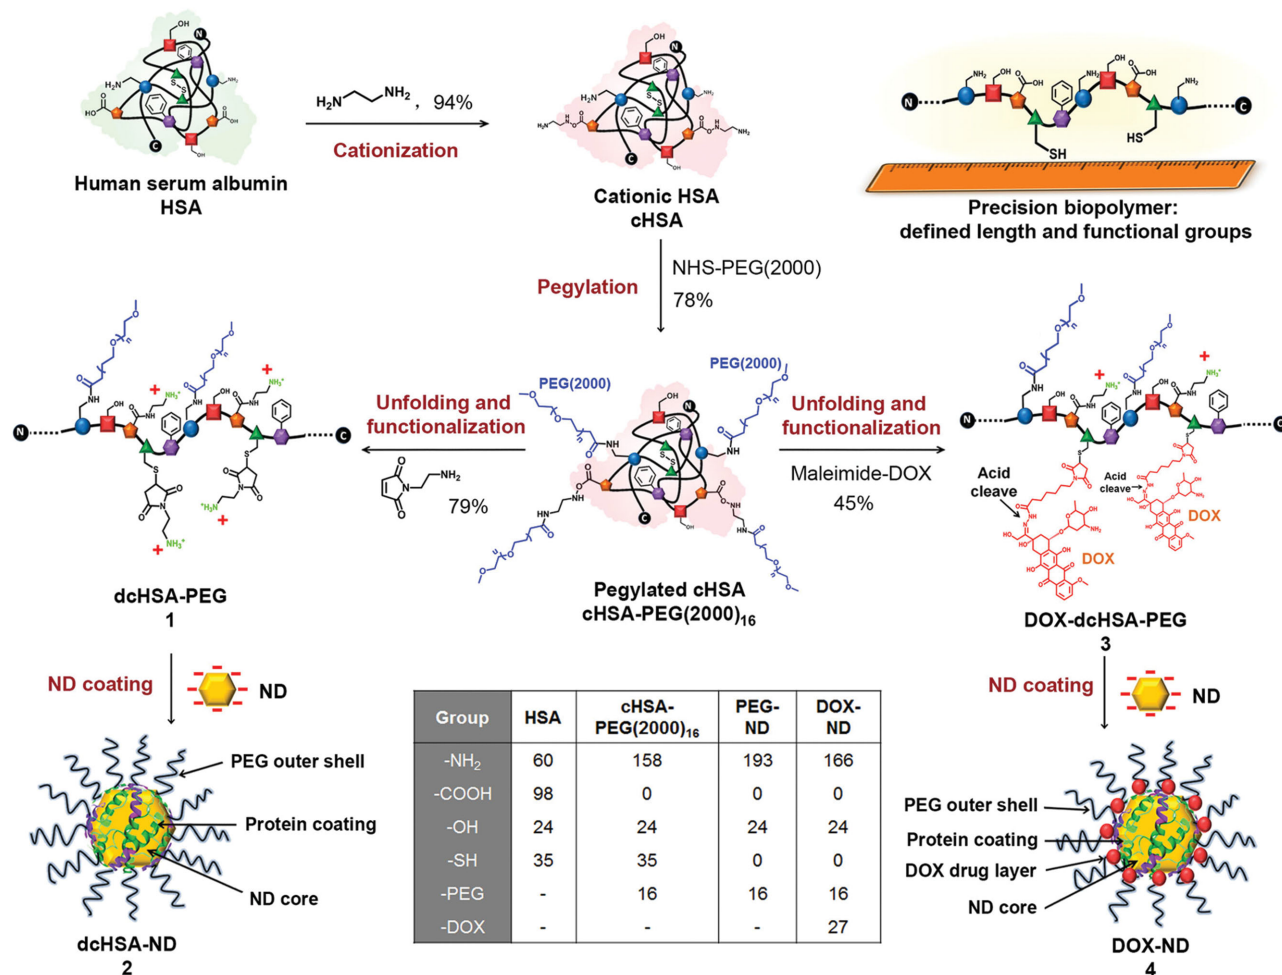 H₂N
NH₂ , 94%
Cationization
Human serum albumin
HSA
Cationic HSA
cHSA
Precision biopolymer:
defined length and functional groups
N
C
SH
HS
Pegylation
NHS-PEG(2000)
78%
PEG(2000)
PEG(2000)
Unfolding and
functionalization
79%
Unfolding and
functionalization
Maleimide-DOX
45%
Acid
cleave
Acid
cleave
DOX
DOX
dcHSA-PEG
1
Pegylated cHSA
cHSA-PEG(2000)₁₆
DOX-dcHSA-PEG
3
ND coating
ND
ND coating
ND
PEG outer shell
Protein coating
ND core
dcHSA-ND
2
Group HSA cHSA-PEG(2000)₁₆ PEG-ND DOX-ND
-NH₂ 60 158 193 166
-COOH 98 0 0 0
-OH 24 24 24 24
-SH 35 35 0 0
-PEG - 16 16 16
-DOX - - - 27
PEG outer shell
Protein coating
DOX drug layer
ND core
DOX-ND
4